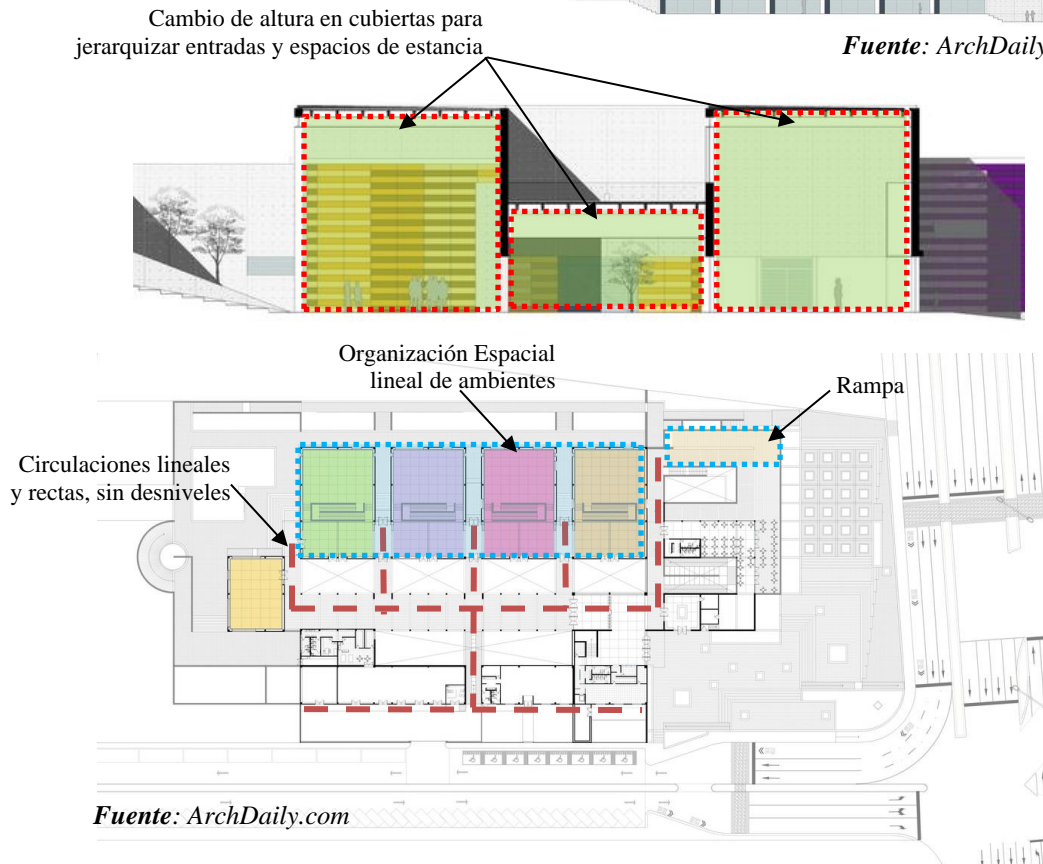 Cambio de altura en cubiertas para
jerarquizar entradas y espacios de estancia
Fuente: ArchDaily
Organización Espacial
lineal de ambientes
Rampa
Circulaciones lineales
y rectas, sin desniveles
Fuente: ArchDaily.com